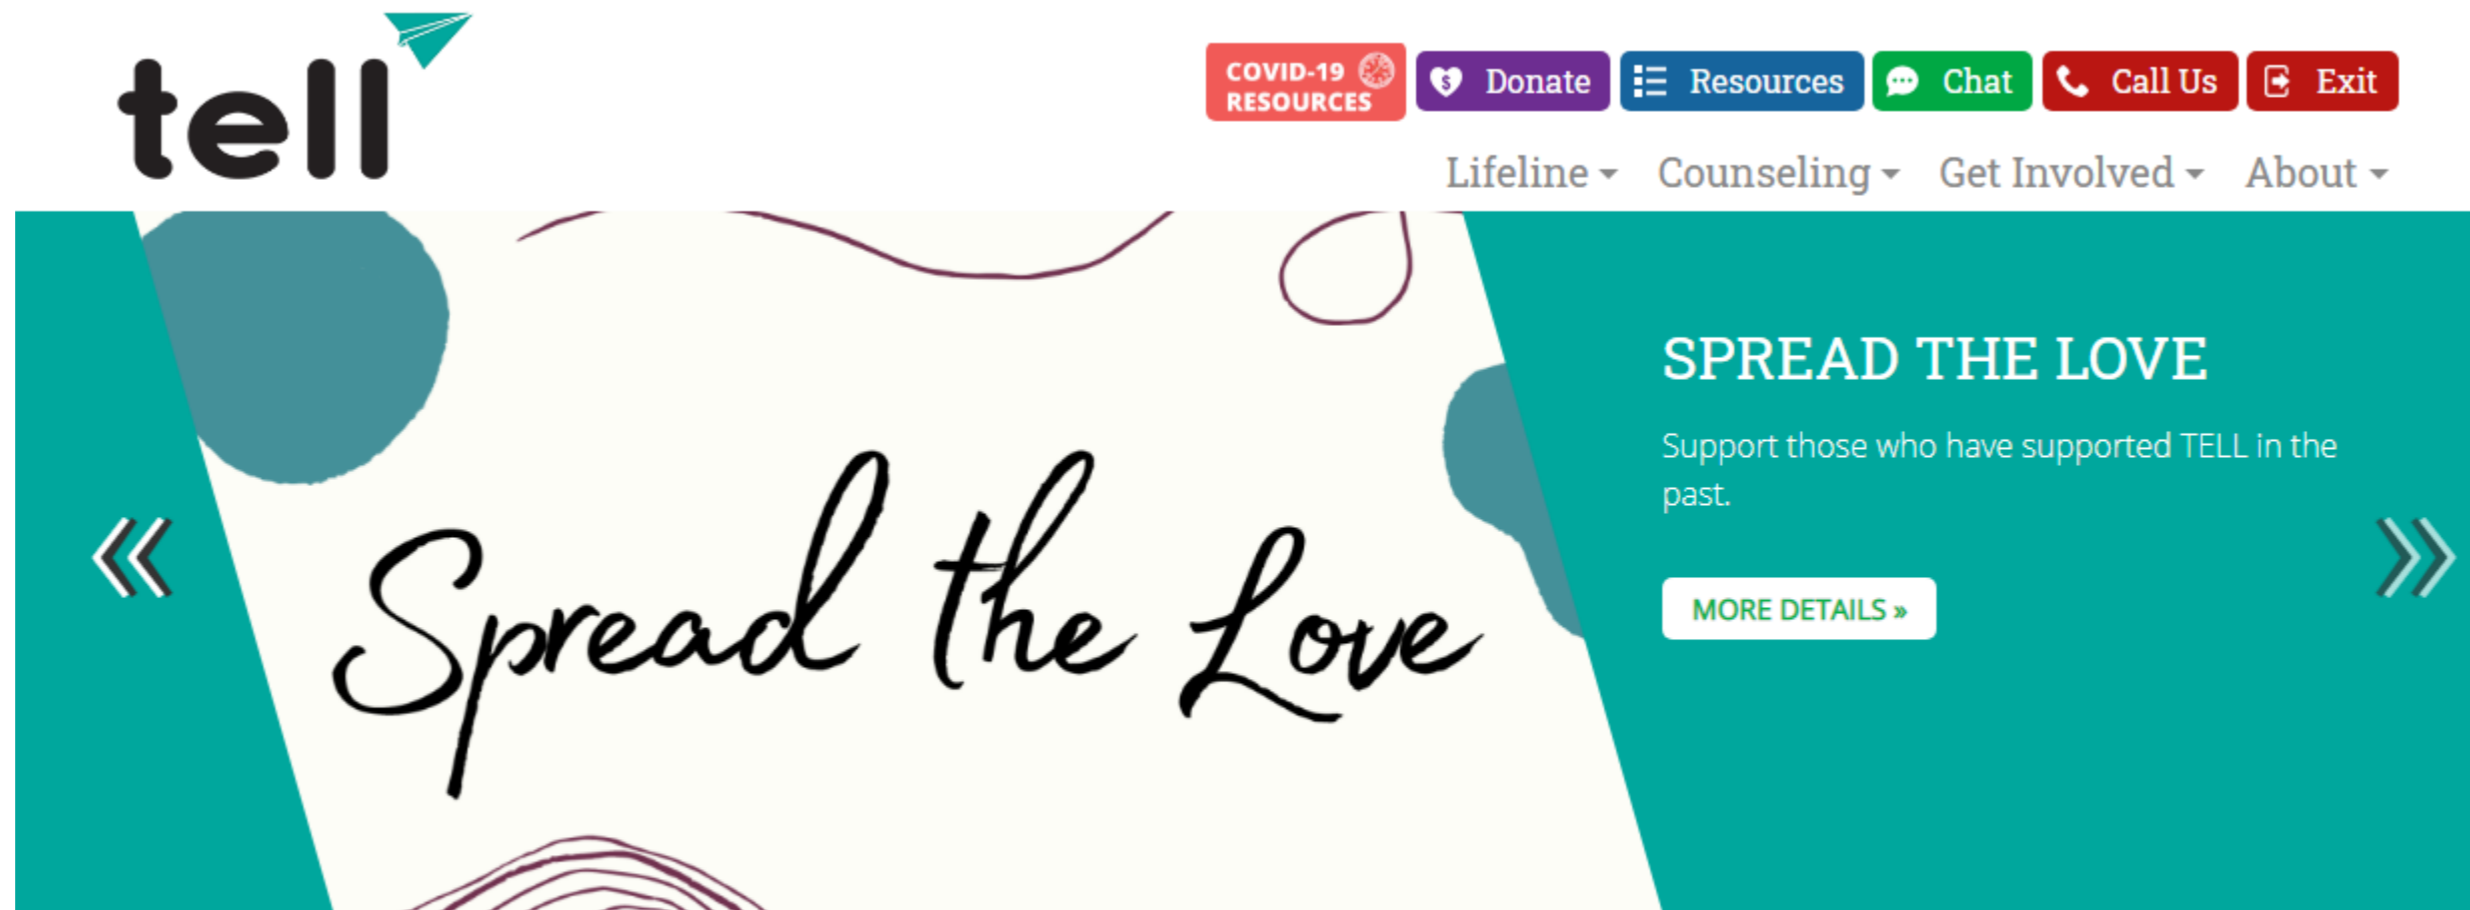 tell
COVID-19
RESOURCES
Donate
Resources
Chat
Call Us
Exit
Lifeline
Counseling
Get Involved
About
Spread the Love
SPREAD THE LOVE
Support those who have supported TELL in the
past.
MORE DETAILS »